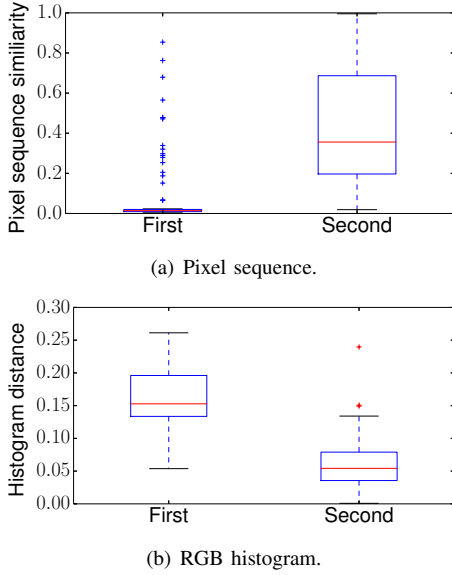 1.0
0.8
0.6
0.4
0.2
0.0
Pixel sequence similiarity
First Second
(a) Pixel sequence.
0.30
0.25
0.20
0.15
0.10
0.05
0.00
Histogram distance
First Second
(b) RGB histogram.